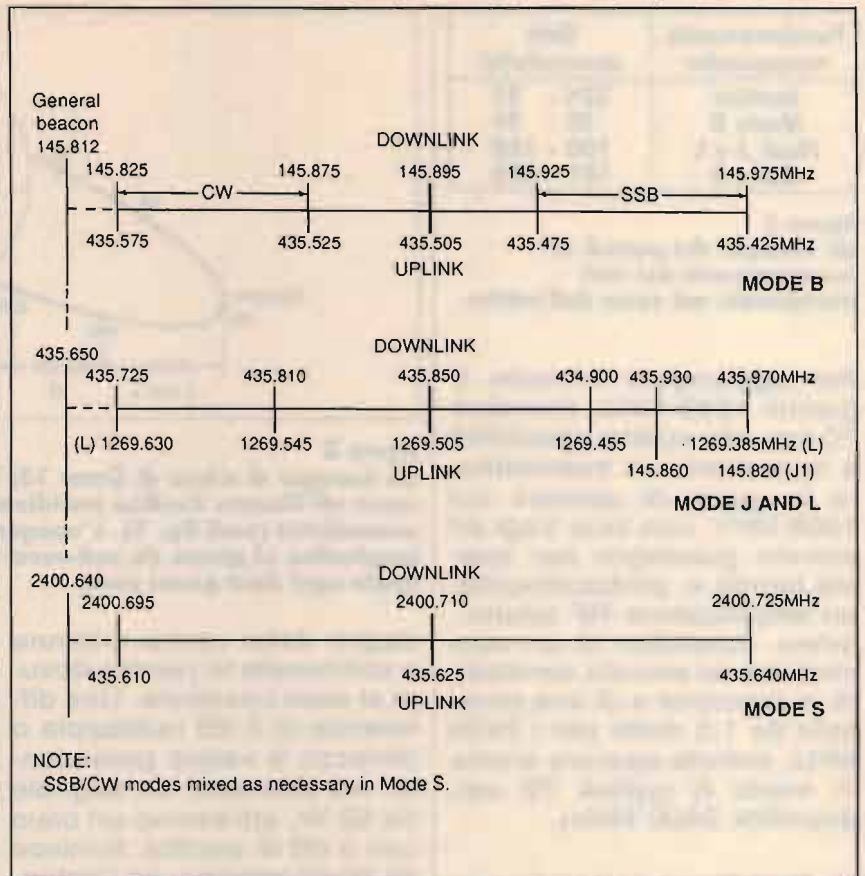 General
beacon
145.812
DOWNLINK
145.825 145.875 145.895 145.925 145.975MHz
CW SSB
435.575 435.525 435.505 435.475 435.425MHz
UPLINK
MODE B
435.650
DOWNLINK
435.725 435.810 435.850 434.900 435.930 435.970MHz
(L) 1269.630 1269.545 1269.505 1269.455 1269.385MHz (L)
UPLINK 145.860 145.820 (J1)
MODE J AND L
2400.640
DOWNLINK
2400.695 2400.710 2400.725MHz
435.610 435.625 435.640MHz
UPLINK
MODE S
NOTE:
SSB/CW modes mixed as necessary in Mode S.